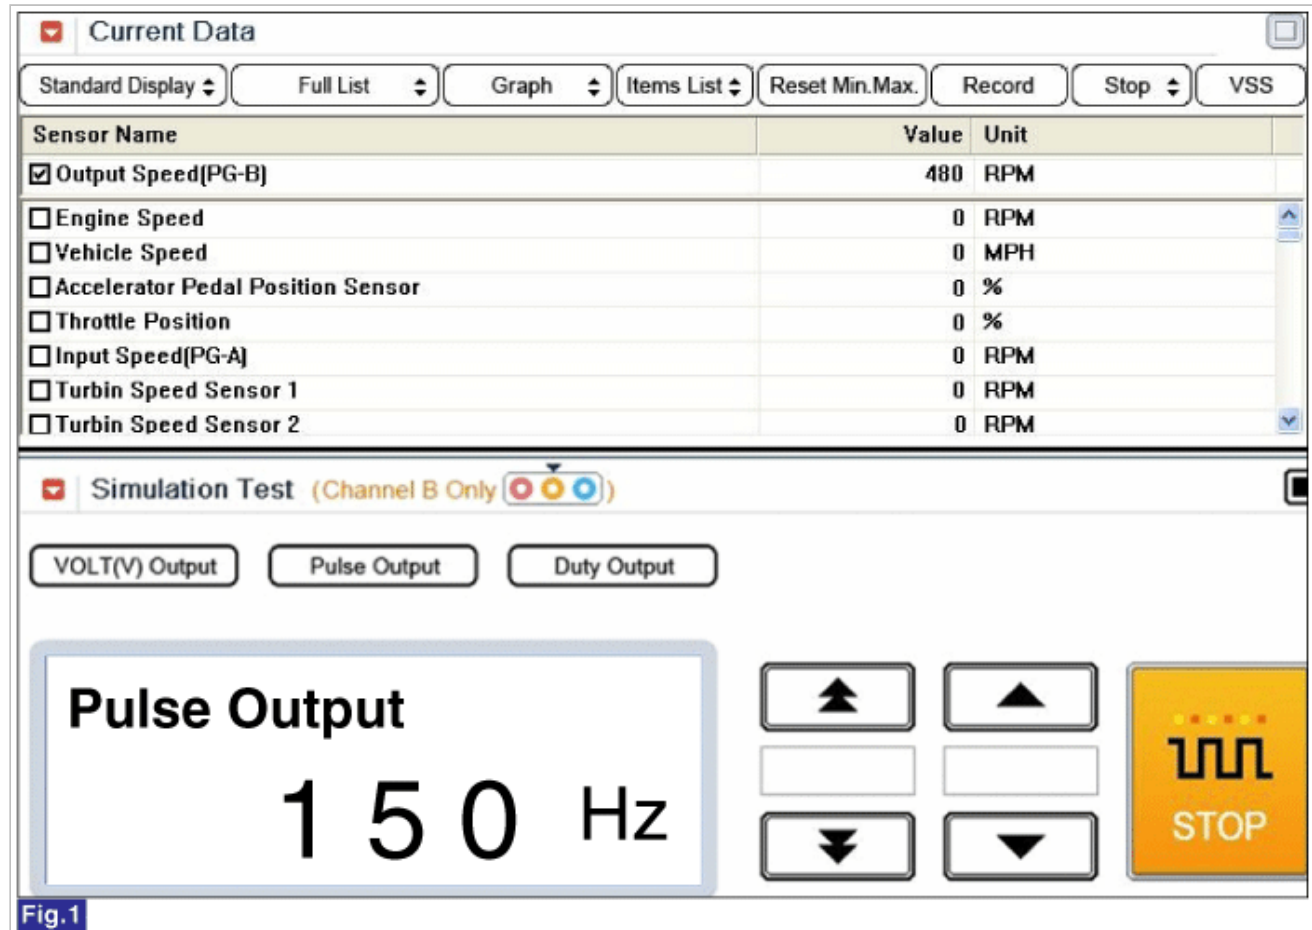 Current Data
Standard Display Full List Graph Items List Reset Min.Max. Record Stop VSS
Sensor Name Value Unit
Output Speed(PG-B) 480 RPM
Engine Speed 0 RPM
Vehicle Speed 0 MPH
Accelerator Pedal Position Sensor 0 %
Throttle Position 0 %
Input Speed(PG-A) 0 RPM
Turbin Speed Sensor 1 0 RPM
Turbin Speed Sensor 2 0 RPM
Simulation Test (Channel B Only )
VOLT(V) Output Pulse Output Duty Output
Pulse Output
150 Hz
STOP
Fig.1